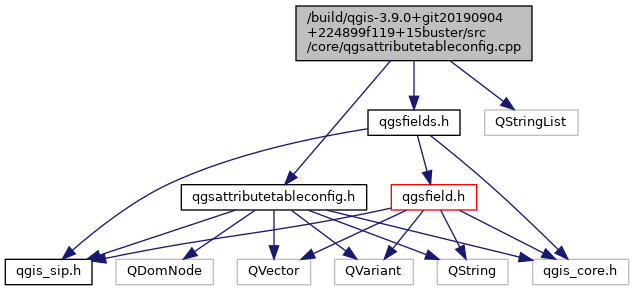 /build/qgis-3.9.0+git20190904
+224899f119+15buster/src
/core/qgsattributetableconfig.cpp
qgsfields.h
QStringList
qgsattributetableconfig.h
qgsfield.h
qgis_sip.h
QDomNode
QVector
QVariant
QString
qgis_core.h